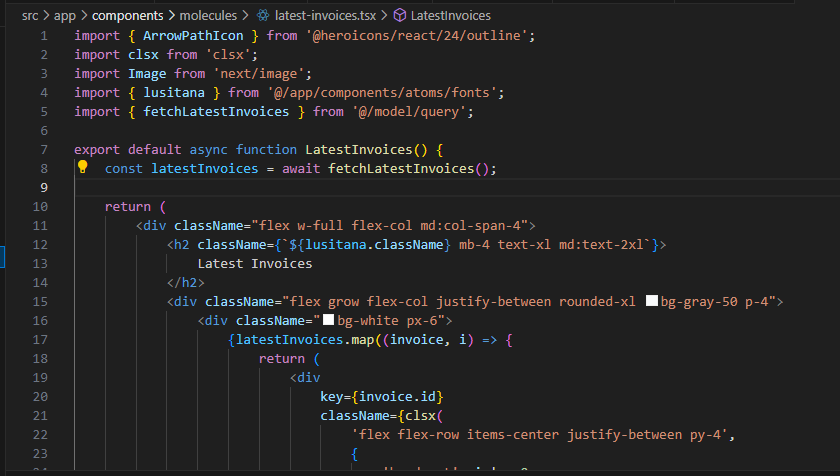 src > app > components > molecules > latest-invoices.tsx > LatestInvoices
1 import { ArrowPathIcon } from '@heroicons/react/24/outline';
2 import clsx from 'clsx';
3 import Image from 'next/image';
4 import { lusitana } from '@/app/components/atoms/fonts';
5 import { fetchLatestInvoices } from '@/model/query';
6
7 export default async function LatestInvoices() {
8 const latestInvoices = await fetchLatestInvoices();
9
10 return (
11 <div className="flex w-full flex-col md:col-span-4">
12 <h2 className={`${lusitana.className} mb-4 text-xl md:text-2xl`}>
13 Latest Invoices
14 </h2>
15 <div className="flex grow flex-col justify-between rounded-xl bg-gray-50 p-4">
16 <div className="bg-white px-6">
17 {latestInvoices.map((invoice, i) => {
18 return (
19 <div
20 key={invoice.id}
21 className={clsx(
22 'flex flex-row items-center justify-between py-4',
23 {